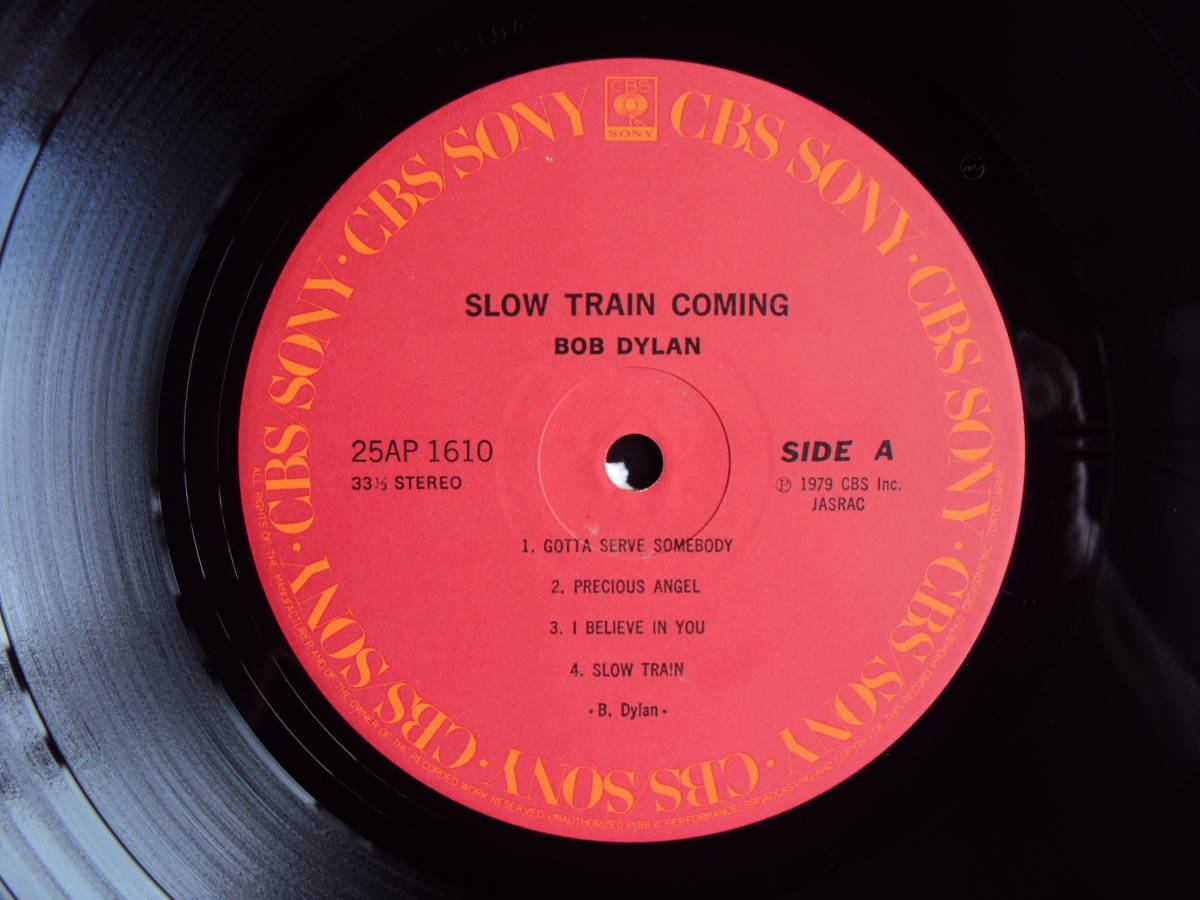 CBS
SONY
CBS/SONY · CBS/SONY · CBS/SONY · CBS/SONY · CBS/SONY · CBS/SONY · CBS/SONY · CBS/SONY · CBS/SONY
SLOW TRAIN COMING
BOB DYLAN
25AP 1610
33⅓ STEREO
SIDE A
Ⓟ 1979 CBS Inc.
JASRAC
1. GOTTA SERVE SOMEBODY
2. PRECIOUS ANGEL
3. I BELIEVE IN YOU
4. SLOW TRAIN
- B. Dylan -
ALL RIGHTS OF THE MANUFACTURER AND OF THE OWNER OF THE RECORDED WORK RESERVED. UNAUTHORIZED PUBLIC PERFORMANCE, BROADCASTING AND COPYING OF THIS RECORD PROHIBITED CBS/SONY INC. TOKYO JAPAN